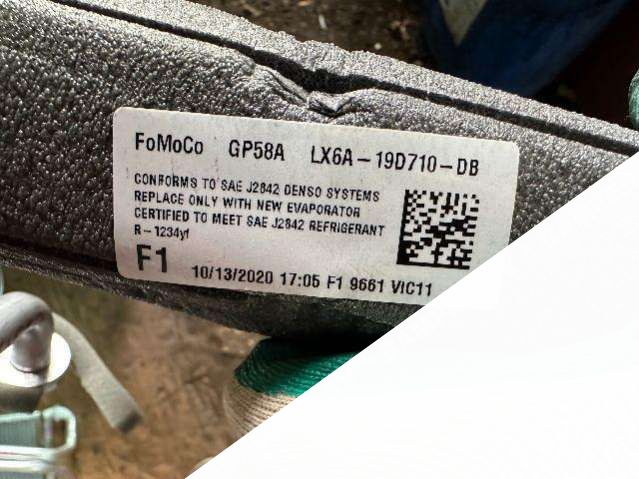 FoMoCo GP58A LX6A-19D710-DB
CONFORMS TO SAE J2842 DENSO SYSTEMS
REPLACE ONLY WITH NEW EVAPORATOR
CERTIFIED TO MEET SAE J2842 REFRIGERANT
R-1234yf
F1 10/13/2020 17:05 F1 9661 VIC11